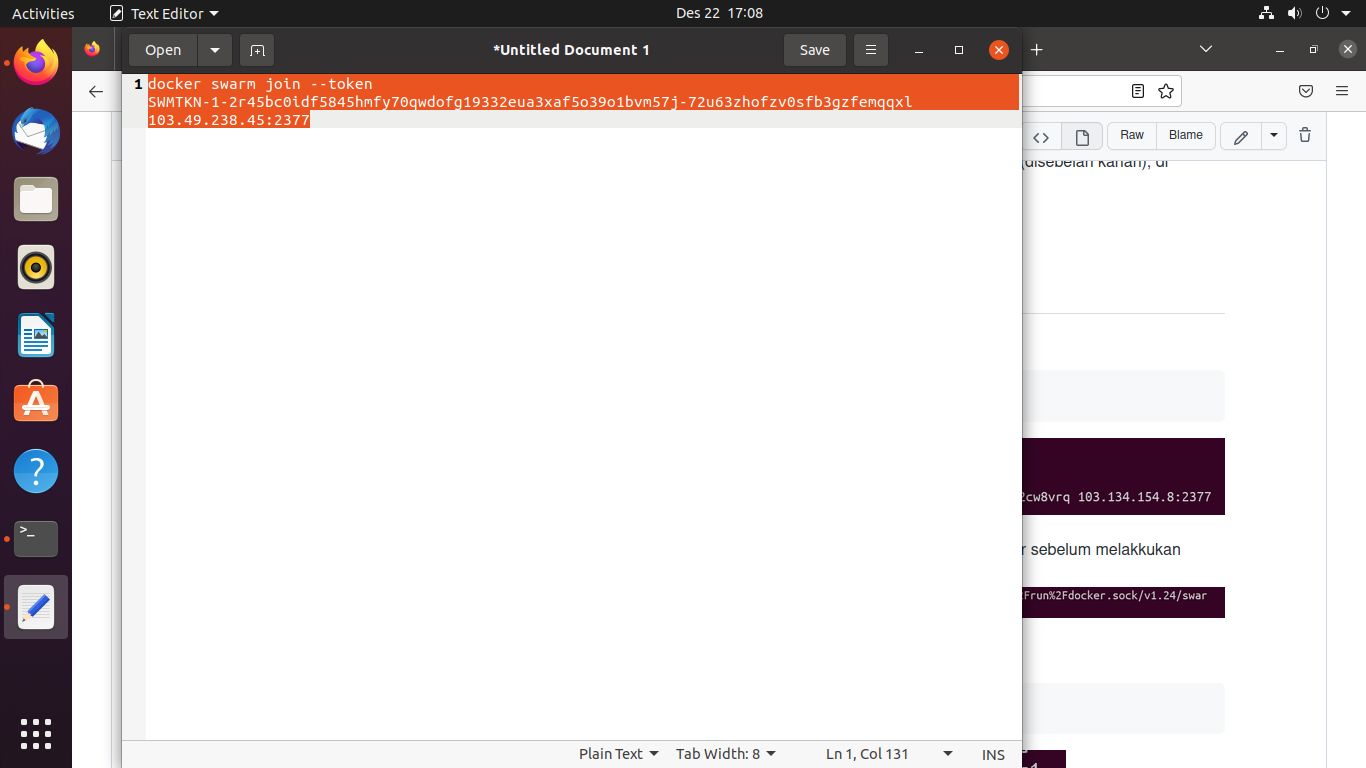 Activities
Text Editor
Des 22 17:08
Open
*Untitled Document 1
Save
1
docker swarm join --token
SWMTKN-1-2r45bc0idf5845hmfy70qwdofg19332eua3xaf5o39o1bvm57j-72u63zhofzv0sfb3gzfemqqxl
103.49.238.45:2377
Raw
Blame
(disebelah kanan), di
2cw8vrq 103.134.154.8:2377
r sebelum melakkukan
2Frun%2Fdocker.sock/v1.24/swar
Plain Text
Tab Width: 8
Ln 1, Col 131
INS